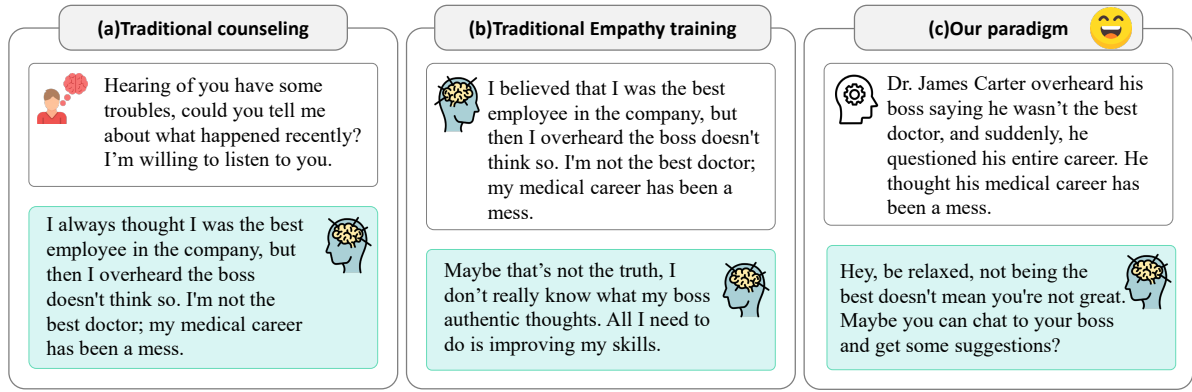 (a)Traditional counseling
Hearing of you have some
troubles, could you tell me
about what happened recently?
I'm willing to listen to you.
I always thought I was the best
employee in the company, but
then I overheard the boss
doesn't think so. I'm not the
best doctor; my medical career
has been a mess.
(b)Traditional Empathy training
I believed that I was the best
employee in the company, but
then I overheard the boss doesn't
think so. I'm not the best doctor;
my medical career has been a
mess.
Maybe that's not the truth, I
don't really know what my boss
authentic thoughts. All I need to
do is improving my skills.
(c)Our paradigm
Dr. James Carter overheard his
boss saying he wasn't the best
doctor, and suddenly, he
questioned his entire career. He
thought his medical career has
been a mess.
Hey, be relaxed, not being the
best doesn't mean you're not great.
Maybe you can chat to your boss
and get some suggestions?